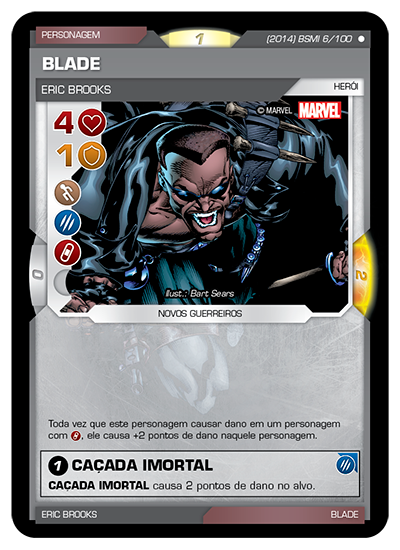 PERSONAGEM
1
(2014) BSMI 6/100
BLADE
ERIC BROOKS
HERÓI
4
© MARVEL MARVEL
1
0
2
Illust.: Bart Sears
NOVOS GUERREIROS
Toda vez que este personagem causar dano em um personagem
com , ele causa +2 pontos de dano naquele personagem.
1 CAÇADA IMORTAL
CAÇADA IMORTAL causa 2 pontos de dano no alvo.
ERIC BROOKS
BLADE